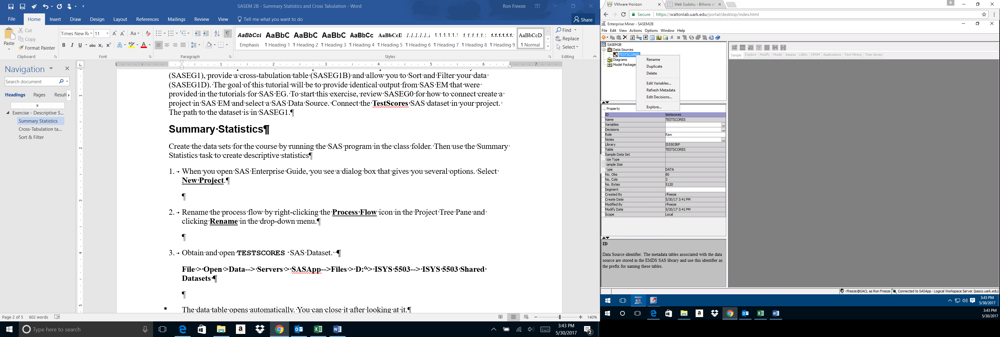 SASEM 2B - Summary Statistics and Cross Tabulation - Word
Ron Freeze
File Home Insert Draw Design Layout References Mailings Review View Tell me what you want to do
Share
Paste
Cut
Copy
Format Painter
Clipboard
Times New Rc 11
Font
Paragraph
AaBbCcI AaBbC AaBbC AaBbC AaBbCc AaBbCcD 1.1.1.1.1.1 1.1.1.1.1.1 1.1.1.1.1.1. 1.1.1.1.1.1. AaBbCcD
Emphasis ¶ Heading 1 ¶ Heading 2 ¶ Heading 3 ¶ Heading 4 ¶ Heading 5 ¶ Heading 6 ¶ Heading 7 ¶ Heading 8 ¶ Heading 9 ¶ Normal
Styles
Find
Replace
Select
Editing
Navigation
Search document
Headings Pages Result
Exercise - Descriptive S...
Summary Statistics
Cross-Tabulation ta...
Sort & Filter
(SASEG1), provide a cross-tabulation table (SASEG1B) and allow you to Sort and Filter your data
(SASEG1D). The goal of this tutorial will be to provide identical output from SAS EM that were
provided in the tutorials for SAS EG. To start this exercise, review SASEG0 for how to connect create a
project in SAS EM and select a SAS Data Source. Connect the TestScores SAS dataset in your project.
The path to the dataset is in SASEG1.¶
Summary Statistics¶
Create the data sets for the course by running the SAS program in the class folder. Then use the Summary
Statistics task to create descriptive statistics¶
1. When you open SAS Enterprise Guide, you see a dialog box that gives you several options. Select
New Project.¶
¶
2. Rename the process flow by right-clicking the Process Flow icon in the Project Tree Pane and
clicking Rename in the drop-down menu.¶
¶
3. Obtain and open TESTSCORES SAS Dataset. ¶
File > Open >Data--> Servers > SASApp-->Files > D:°> ISYS 5503--> ISYS 5503 Shared
Datasets ¶
¶
The data table opens automatically. You can close it after looking at it.¶
Page 2 of 5 602 words
140%
Type here to search
3:43 PM
5/30/2017
2
VMware Horizon
Web Sudoku - Billions of
Secure https://waltonlab.uark.edu/portal/desktop/index.html
Enterprise Miner - SASEM2B
File Edit View Actions Options Window Help
SASEM2B
Data Sources
TESTSCORES
Diagrams
Model Packages
Rename
Duplicate
Delete
Edit Variables...
Refresh Metadata
Edit Decisions...
Explore...
Sample Explore Modify Model Assess Utility HPDM Applications Text Mining Time Series
.. Property
ID testscores
Name TESTSCORES
Variables ...
Decisions ...
Role Raw
Notes ...
Library IS5503RF
Table TESTSCORES
Sample Data Set
Size Type
Sample Size
Type DATA
No. Obs 80
No. Cols 3
No. Bytes 5120
Segment
Created By rfreeze
Create Date 5/30/17 3:41 PM
Modified By rfreeze
Modify Date 5/30/17 3:41 PM
Scope Local
ID
Data Source identifier. The metadata tables associated with the data
source are stored in the EMDS SAS library and use this identifier as
the prefix for naming these tables.
rfreeze@GACL as Ron Freeze Connected to SASApp - Logical Workspace Server (sascs.uark.edu)
3:43 PM
5/30/2017
3:43 PM
5/30/2017